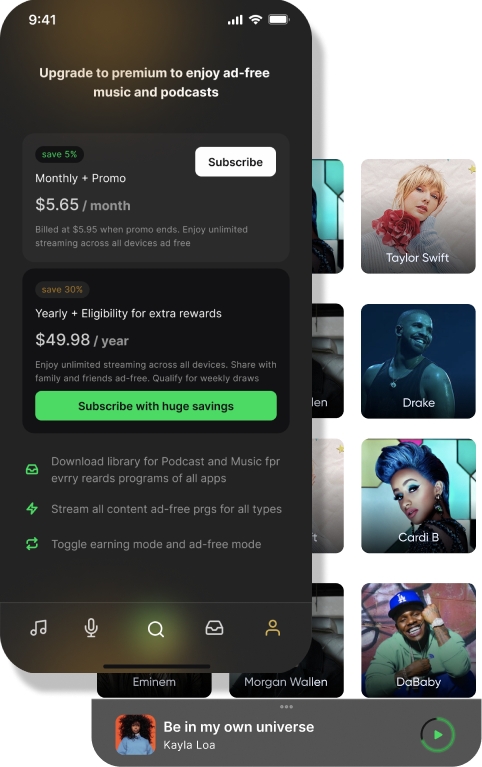 9:41
Upgrade to premium to enjoy ad-free
music and podcasts
save 5%
Subscribe
Monthly + Promo
$5.65 / month
Billed at $5.95 when promo ends. Enjoy unlimited
streaming across all devices ad free
save 30%
Yearly + Eligibility for extra rewards
$49.98 / year
Enjoy unlimited streaming across all devices. Share with
family and friends ad-free. Qualify for weekly draws
Subscribe with huge savings
Download library for Podcast and Music fpr
evrry reards programs of all apps
Stream all content ad-free prgs for all types
Toggle earning mode and ad-free mode
Taylor Swift
len
Drake
t
Cardi B
Eminem
Morgan Wallen
DaBaby
Be in my own universe
Kayla Loa